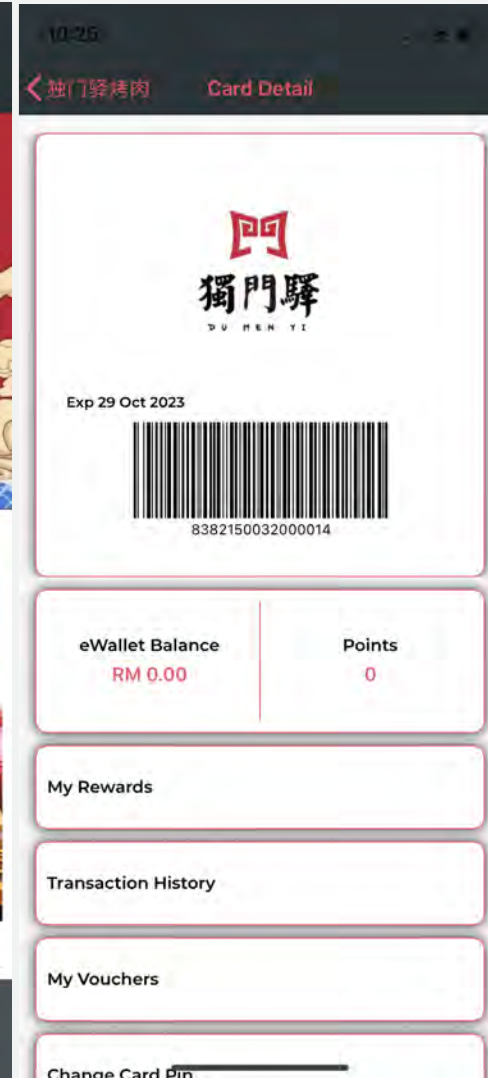 10:25
独门驿烤肉 Card Detail
獨門驛
DU MEN YI
Exp 29 Oct 2023
8382150032000014
eWallet Balance Points
RM 0.00 0
My Rewards
Transaction History
My Vouchers
Change Card Pin